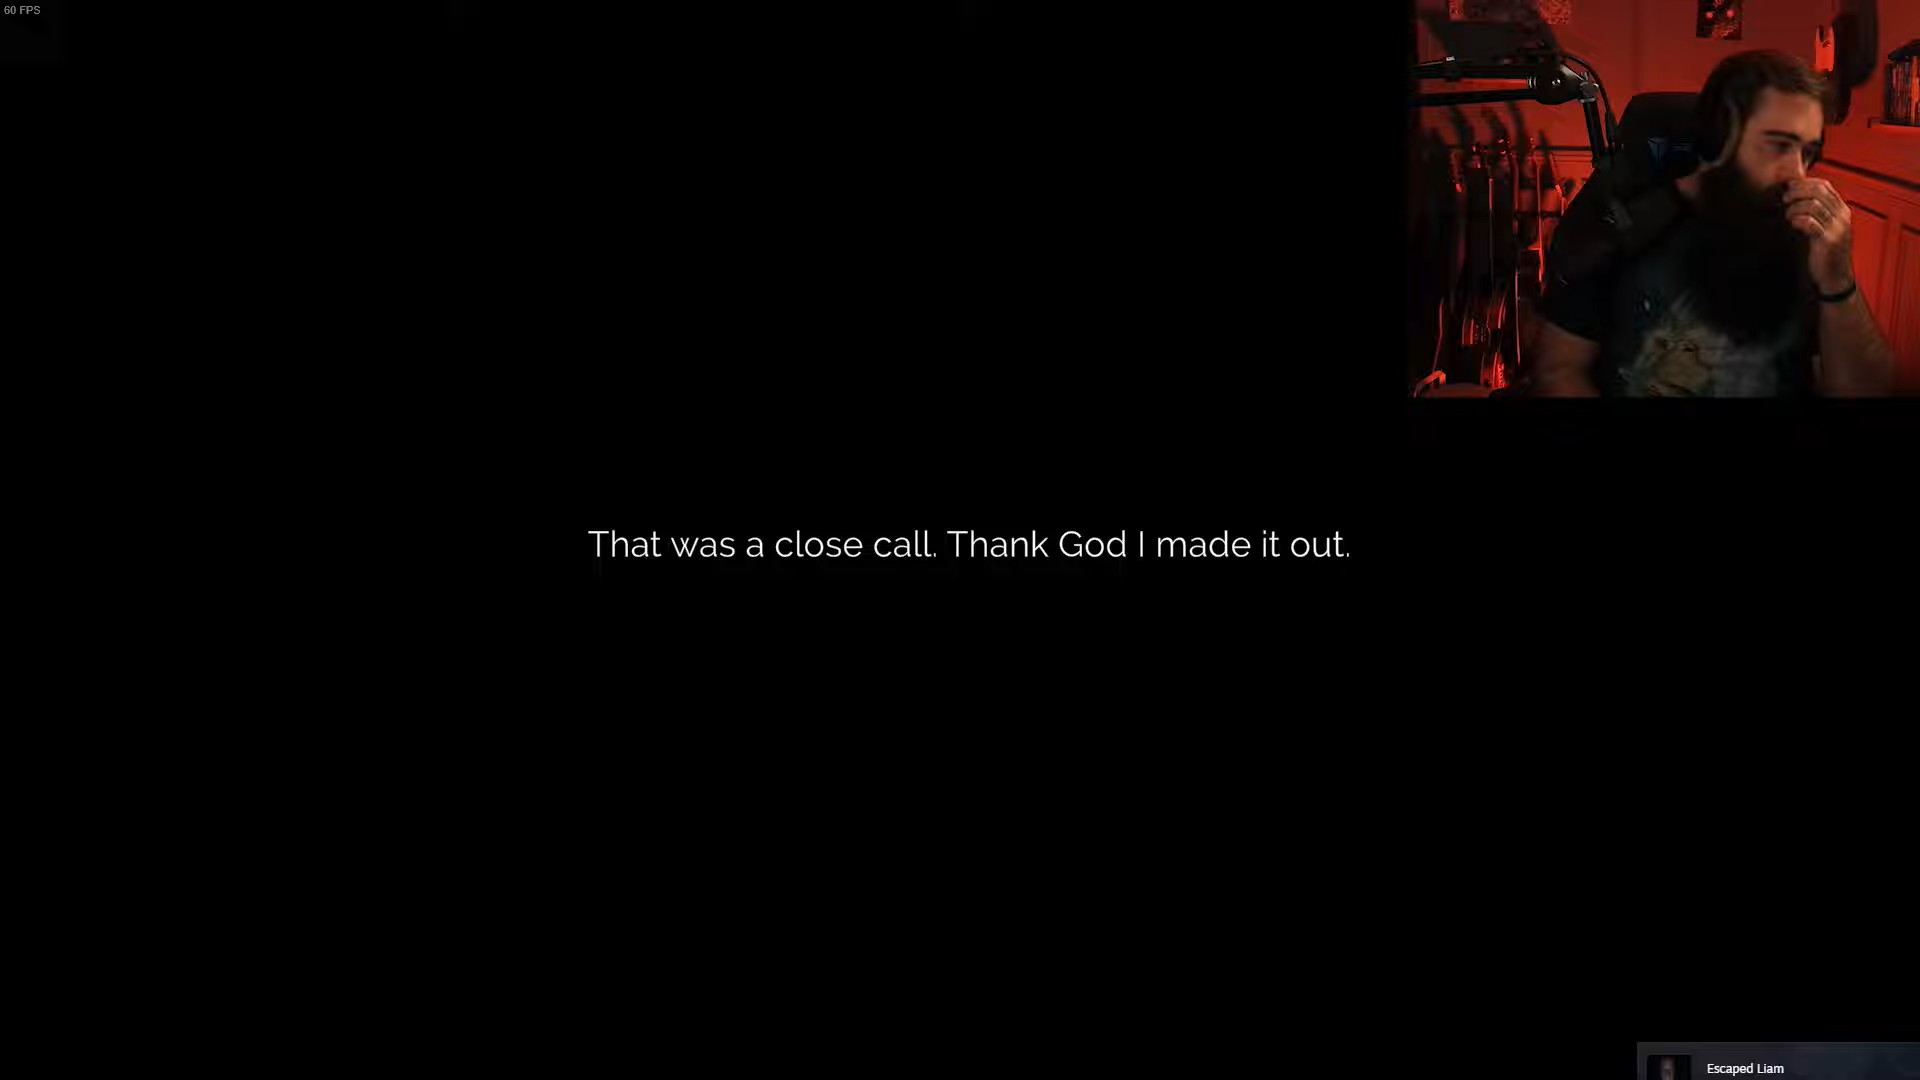 60 FPS
That was a close call. Thank God I made it out.
Escaped Liam